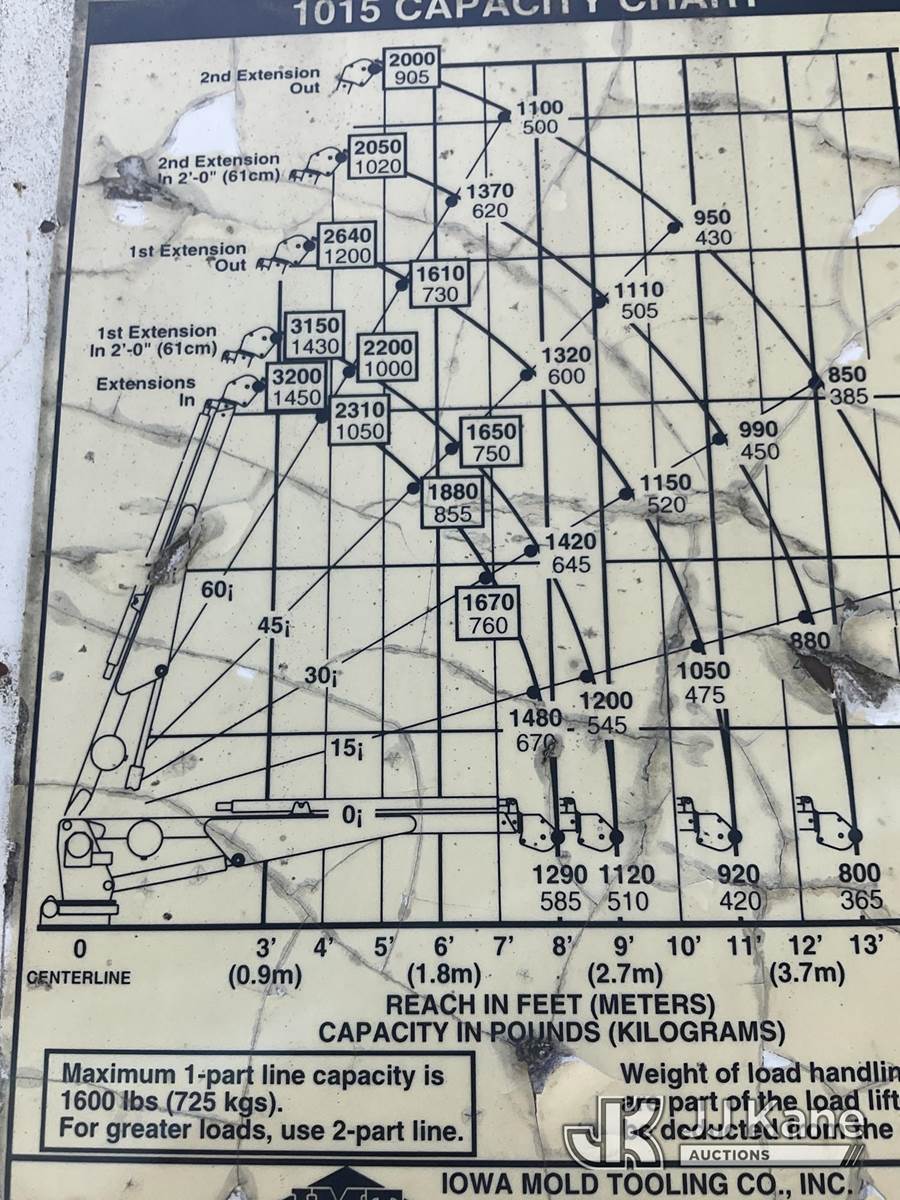 1015 CAPACITY CHART
2nd Extension
Out
2000
905
1100
500
2nd Extension
In 2'-0" (61cm)
2050
1020
1370
620
950
430
1st Extension
Out
2640
1200
1610
730
1110
505
1st Extension
In 2'-0" (61cm)
3150
1430
2200
1000
1320
600
850
385
Extensions
In
3200
1450
2310
1050
1650
750
990
450
1880
855
1150
520
1420
645
60¡
1670
760
45¡
880
30¡
1050
475
1200
545
1480
670
15¡
0¡
1290
585
1120
510
920
420
800
365
0 3' 4' 5' 6' 7' 8' 9' 10' 11' 12' 13'
CENTERLINE (0.9m) (1.8m) (2.7m) (3.7m)
REACH IN FEET (METERS)
CAPACITY IN POUNDS (KILOGRAMS)
Maximum 1-part line capacity is
1600 lbs (725 kgs).
For greater loads, use 2-part line.
Weight of load handlin
are part of the load lift
deducted from the
JK JJ Kane
AUCTIONS
IOWA MOLD TOOLING CO., INC.